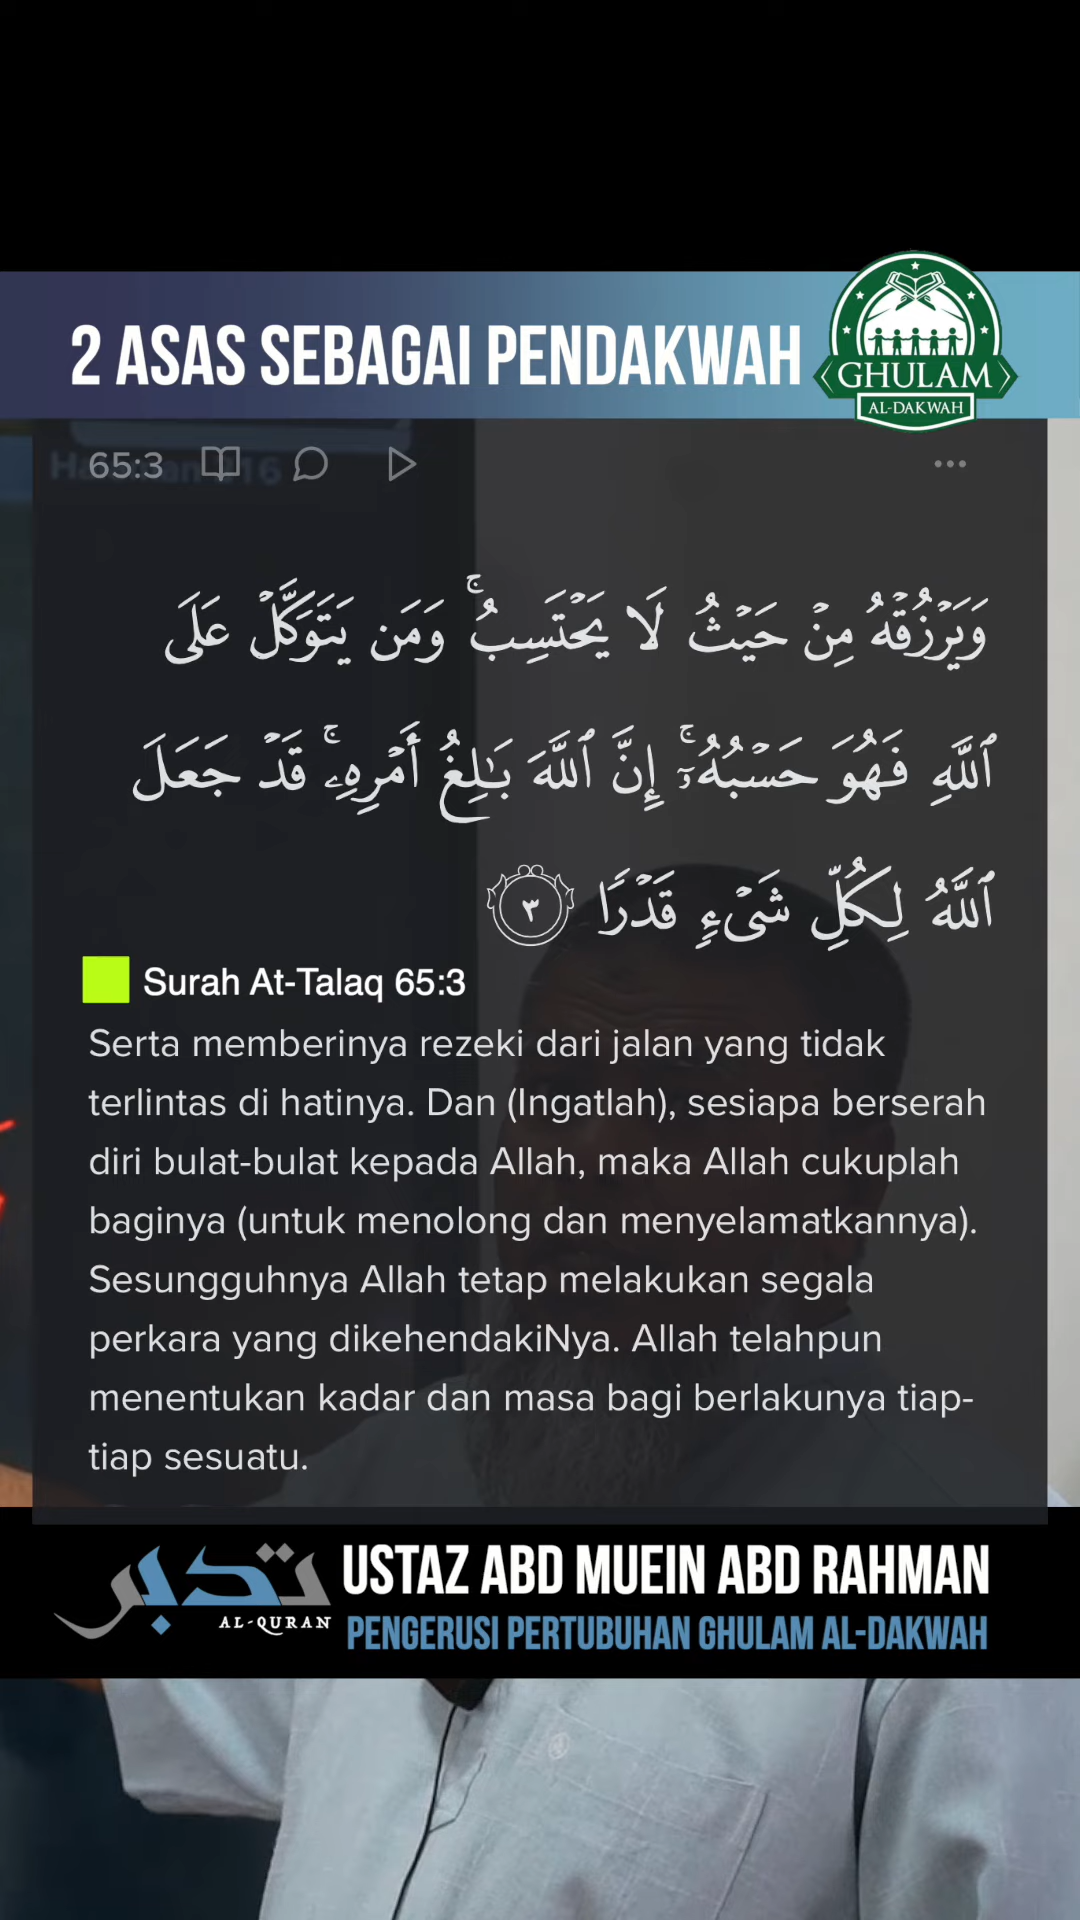 2 ASAS SEBAGAI PENDAKWAH
GHULAM
AL-DAKWAH
65:3
وَيَرْزُقْهُ مِنْ حَيْثُ لَا يَحْتَسِبُ ۚ وَمَن يَتَوَكَّلْ عَلَى
ٱللَّهِ فَهُوَ حَسْبُهُۥٓ ۚ إِنَّ ٱللَّهَ بَـٰلِغُ أَمْرِهِۦ ۚ قَدْ جَعَلَ
ٱللَّهُ لِكُلِّ شَىْءٍ قَدْرًا ٣
Surah At-Talaq 65:3
Serta memberinya rezeki dari jalan yang tidak
terlintas di hatinya. Dan (Ingatlah), sesiapa berserah
diri bulat-bulat kepada Allah, maka Allah cukuplah
baginya (untuk menolong dan menyelamatkannya).
Sesungguhnya Allah tetap melakukan segala
perkara yang dikehendakiNya. Allah telahpun
menentukan kadar dan masa bagi berlakunya tiap-
tiap sesuatu.
تدبر
AL-QURAN
USTAZ ABD MUEIN ABD RAHMAN
PENGERUSI PERTUBUHAN GHULAM AL-DAKWAH